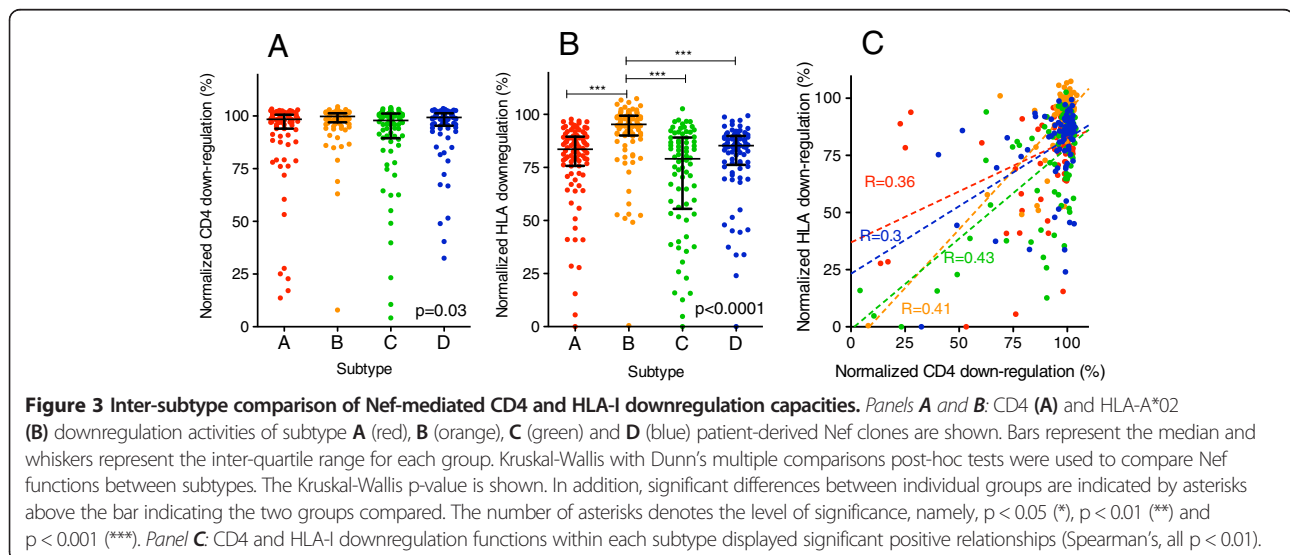 A
Normalized CD4 down-regulation (%)
100
75
50
25
0
p=0.03
A B C D
Subtype
B
Normalized HLA downregulation (%)
***
***
***
100
75
50
25
0
p<0.0001
A B C D
Subtype
C
Normalized HLA down-regulation (%)
100
75
50
25
0
R=0.36
R=0.3
R=0.43
R=0.41
0 25 50 75 100
Normalized CD4 down-regulation (%)
Figure 3 Inter-subtype comparison of Nef-mediated CD4 and HLA-I downregulation capacities. Panels A and B: CD4 (A) and HLA-A*02
(B) downregulation activities of subtype A (red), B (orange), C (green) and D (blue) patient-derived Nef clones are shown. Bars represent the median and
whiskers represent the inter-quartile range for each group. Kruskal-Wallis with Dunn's multiple comparisons post-hoc tests were used to compare Nef
functions between subtypes. The Kruskal-Wallis p-value is shown. In addition, significant differences between individual groups are indicated by asterisks
above the bar indicating the two groups compared. The number of asterisks denotes the level of significance, namely, p < 0.05 (*), p < 0.01 (**) and
p < 0.001 (***). Panel C: CD4 and HLA-I downregulation functions within each subtype displayed significant positive relationships (Spearman's, all p < 0.01).